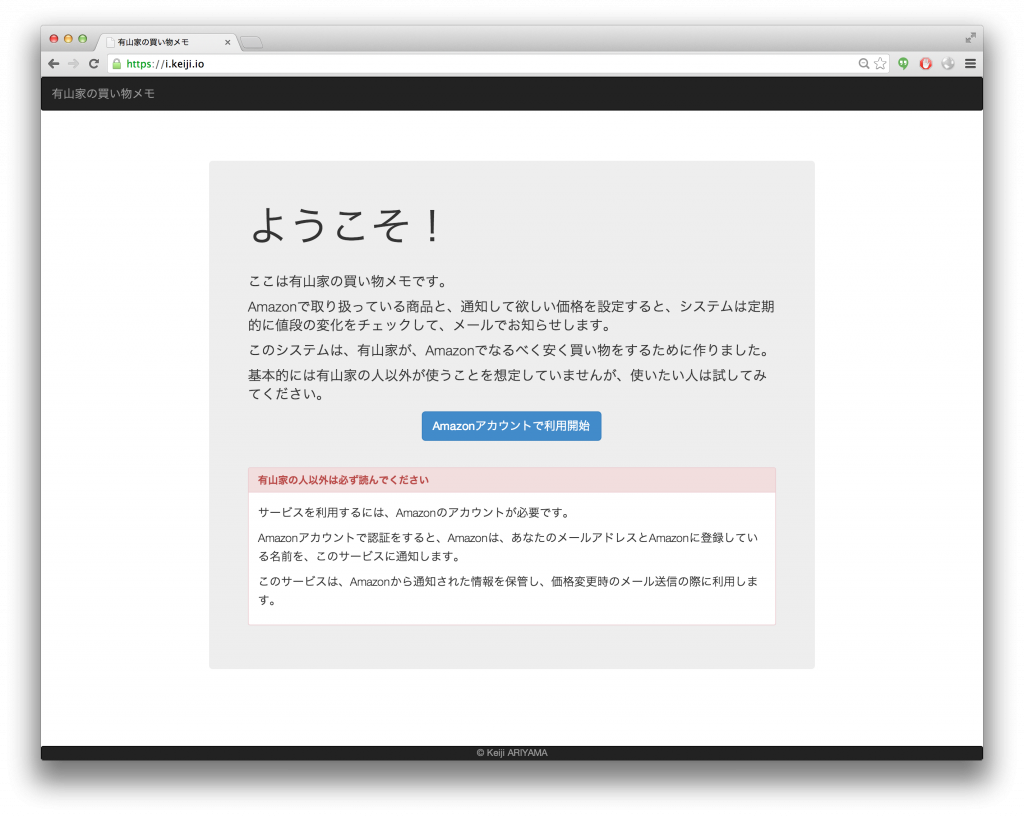 有山家の買い物メモ
https://i.keiji.io
有山家の買い物メモ
ようこそ！
ここは有山家の買い物メモです。
Amazonで取り扱っている商品と、通知して欲しい価格を設定すると、システムは定期
的に値段の変化をチェックして、メールでお知らせします。
このシステムは、有山家が、Amazonでなるべく安く買い物をするために作りました。
基本的には有山家の人以外が使うことを想定していませんが、使いたい人は試してみ
てください。
Amazonアカウントで利用開始
有山家の人以外は必ず読んでください
サービスを利用するには、Amazonのアカウントが必要です。
Amazonアカウントで認証をすると、Amazonは、あなたのメールアドレスとAmazonに登録してい
る名前を、このサービスに通知します。
このサービスは、Amazonから通知された情報を保管し、価格変更時のメール送信の際に利用しま
す。
© Keiji ARIYAMA